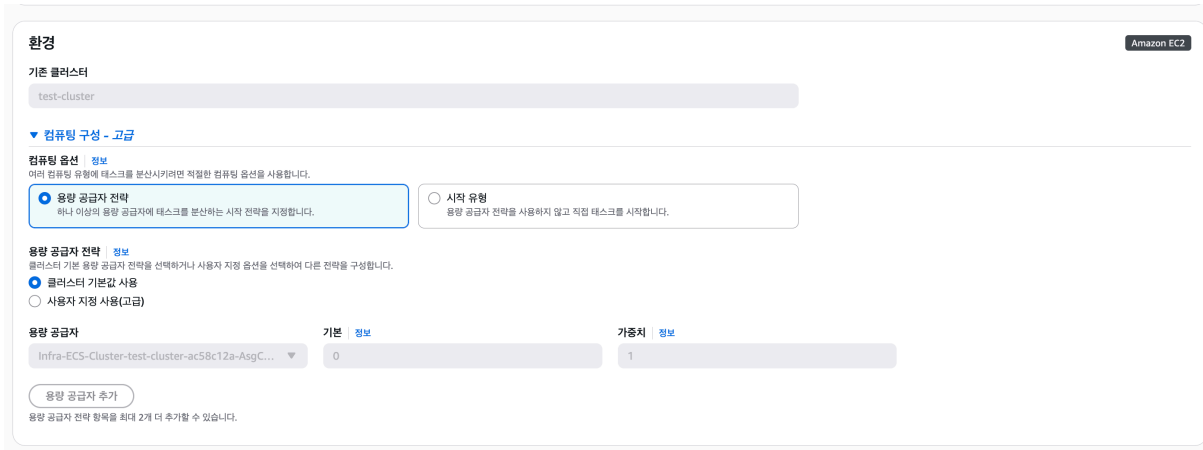 환경
Amazon EC2
기존 클러스터
test-cluster
▼ 컴퓨팅 구성 - 고급
컴퓨팅 옵션 | 정보
여러 컴퓨팅 유형에 태스크를 분산시키려면 적절한 컴퓨팅 옵션을 사용합니다.
용량 공급자 전략
하나 이상의 용량 공급자에 태스크를 분산하는 시작 전략을 지정합니다.
시작 유형
용량 공급자 전략을 사용하지 않고 직접 태스크를 시작합니다.
용량 공급자 전략 | 정보
클러스터 기본 용량 공급자 전략을 선택하거나 사용자 지정 옵션을 선택하여 다른 전략을 구성합니다.
클러스터 기본값 사용
사용자 지정 사용(고급)
용량 공급자
Infra-ECS-Cluster-test-cluster-ac58c12a-AsgC... ▼
기본 | 정보
0
가중치 | 정보
1
용량 공급자 추가
용량 공급자 전략 항목을 최대 2개 더 추가할 수 있습니다.